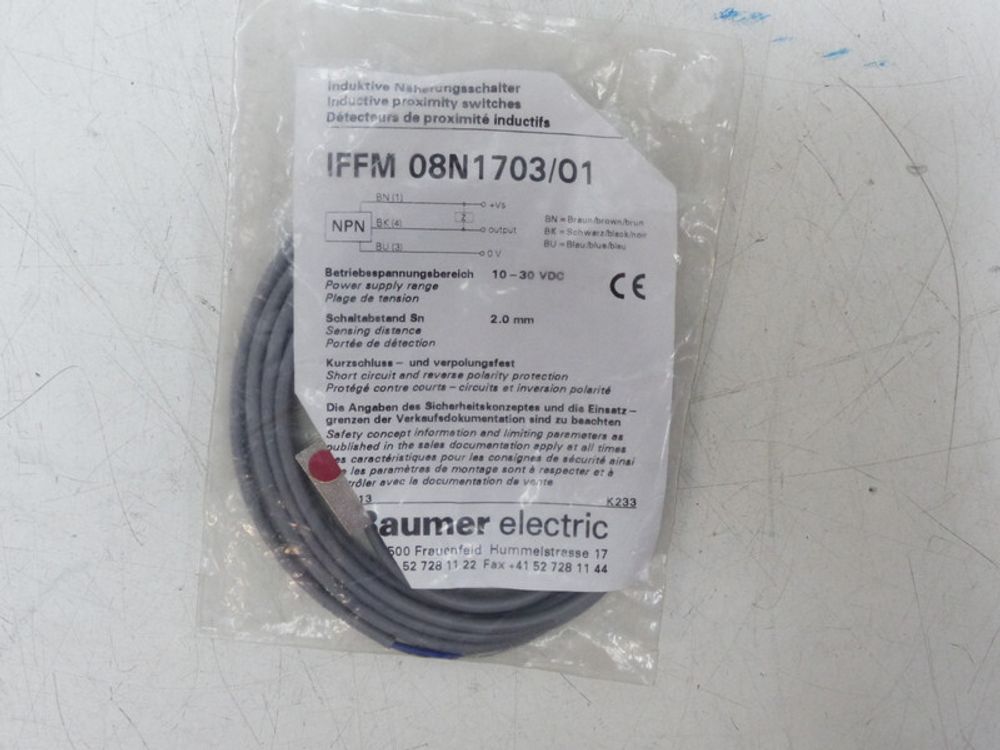 Induktive Näherungsschalter
Inductive proximity switches
Détecteurs de proximité inductifs
IFFM 08N1703/O1
BN (1)
+Vs
NPN
BK (4)
Z
output
BU (3)
0 V
BN = Braun/brown/brun
BK = Schwarz/black/noir
BU = Blau/blue/bleu
Betriebsspannungsbereich 10-30 VDC
Power supply range
Plage de tension
CE
Schaltabstand Sn 2.0 mm
Sensing distance
Portée de détection
Kurzschluss - und verpolungsfest
Short circuit and reverse polarity protection
Protégé contre courts - circuits et inversion polarité
Die Angaben des Sicherheitskonzeptes und die Einsatz-
grenzen der Verkaufsdokumentation sind zu beachten
Safety concept information and limiting parameters as
published in the sales documentation apply at all times
caractéristiques pour les consignes de sécurité ainsi
les paramètres de montage sont à respecter et à
avec la documentation de vente
13 K233
Baumer electric
500 Frauenfeld Hummelstrasse 17
52 728 11 22 Fax +41 52 728 11 44